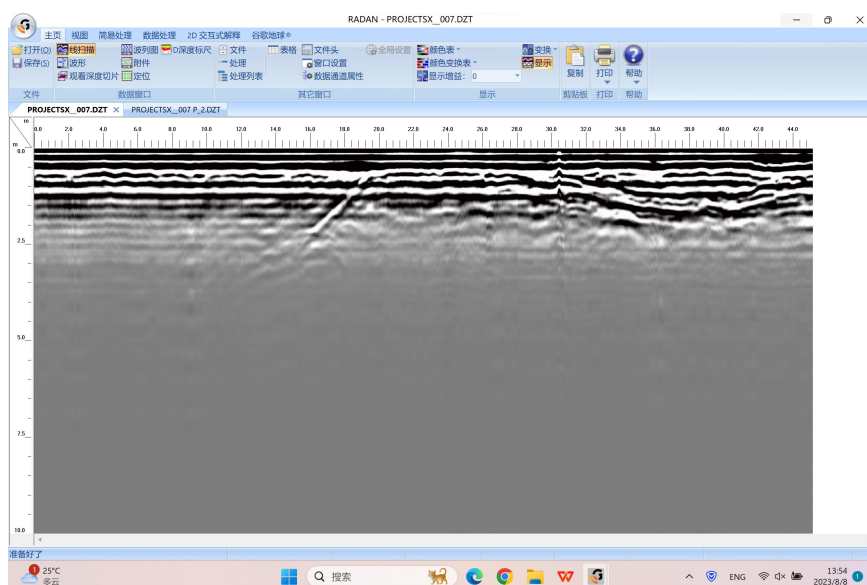 RADAN - PROJECTSX__007.DZT
主页 视图 简易处理 数据处理 2D 交互式解释 谷歌地球®
打开(O) 线扫描 波列图 D深度标尺 文件 表格 文件头 全局设置 颜色表 变换
保存(S) 波形 附件 处理 窗口设置 颜色变换表 显示
观看深度切片 定位 处理列表 数据通道属性 显示增益: 0 复制 打印 帮助
文件 数据窗口 其它窗口 显示 剪贴板 打印 帮助
PROJECTSX__007.DZT × PROJECTSX__007 P_2.DZT
m
0.0 2.0 4.0 6.0 8.0 10.0 12.0 14.0 16.0 18.0 20.0 22.0 24.0 26.0 28.0 30.0 32.0 34.0 36.0 38.0 40.0 42.0 44.0
m
0.0
2.5
5.0
7.5
10.0
准备好了
1 25°C 搜索 ENG 13:54
多云 2023/8/8 1